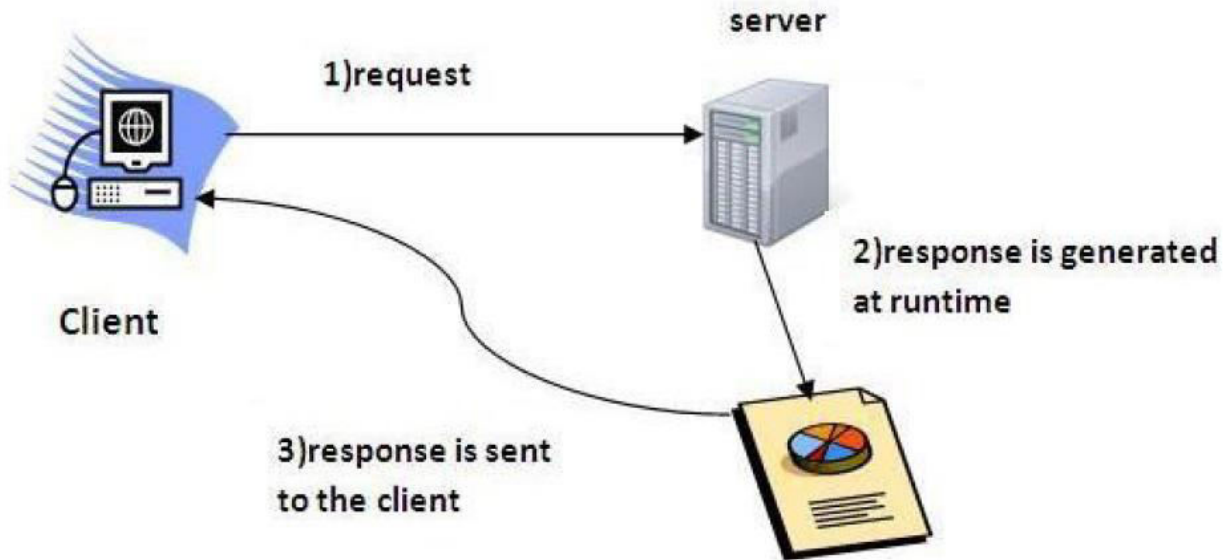 server
1)request
2)response is generated
at runtime
Client
3)response is sent
to the client